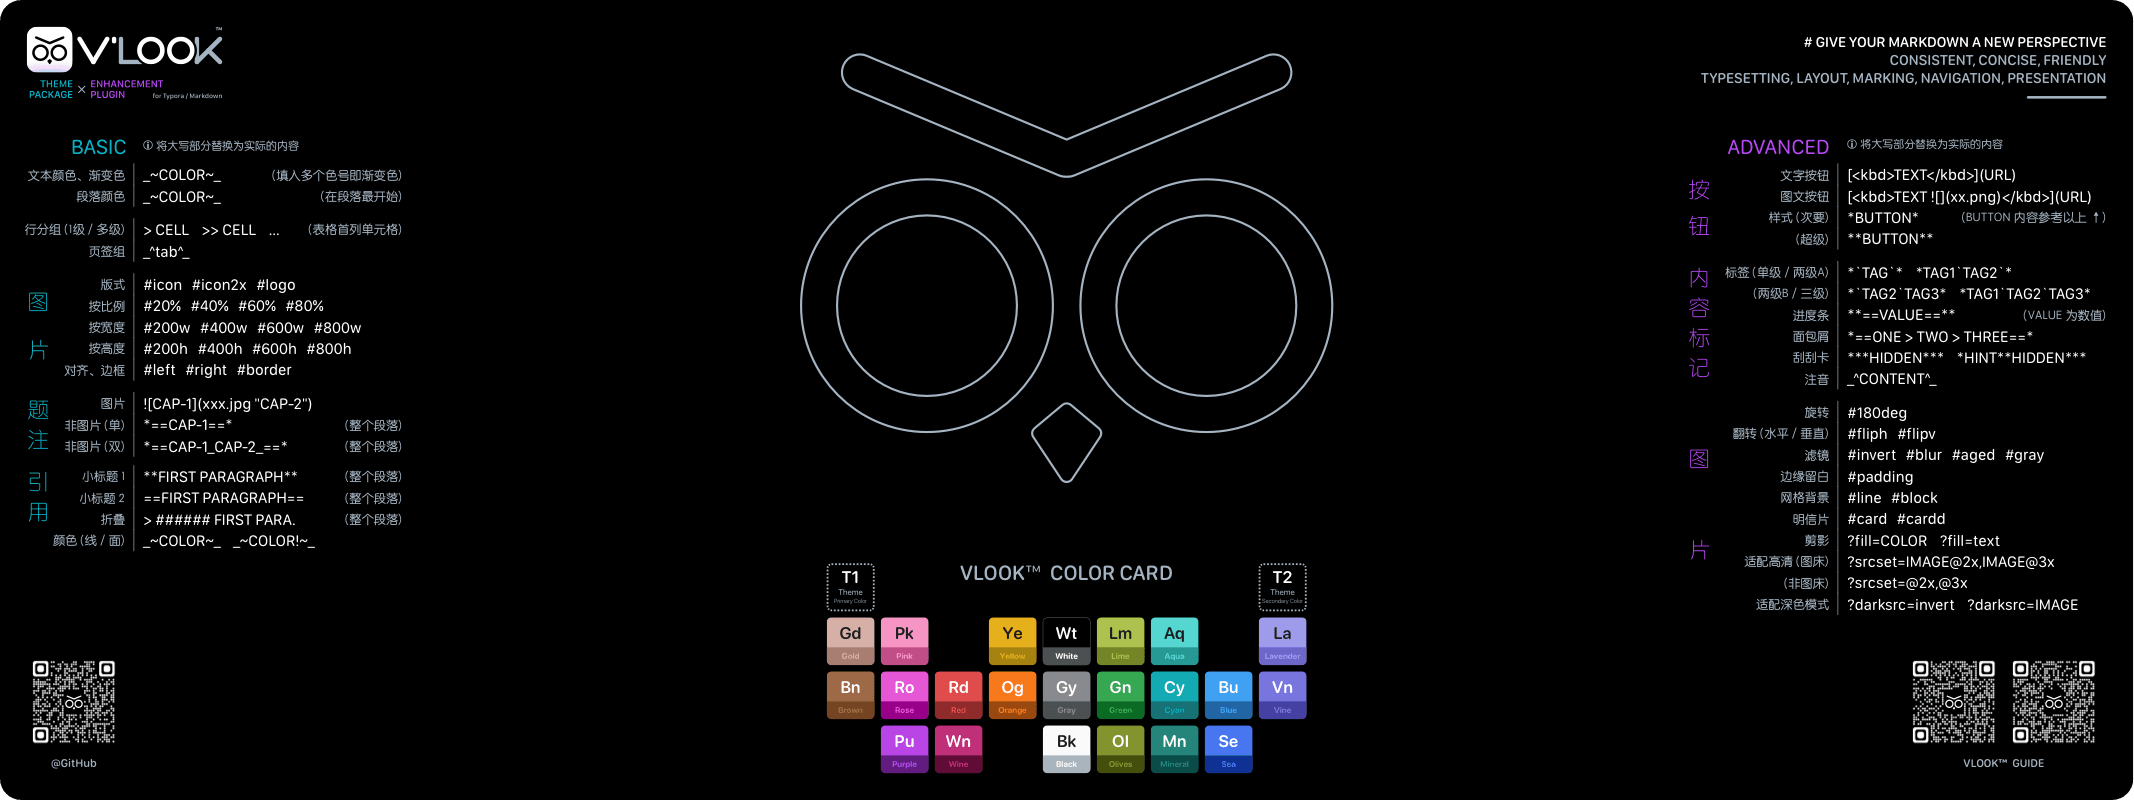 V'LOOK™
THEME PACKAGE × ENHANCEMENT PLUGIN
for Typora / Markdown
# GIVE YOUR MARKDOWN A NEW PERSPECTIVE
CONSISTENT, CONCISE, FRIENDLY
TYPESETTING, LAYOUT, MARKING, NAVIGATION, PRESENTATION
BASIC ⓘ 将大写部分替换为实际的内容
文本颜色、渐变色 _~COLOR~_ (填入多个色号即渐变色)
段落颜色 _~COLOR~_ (在段落最开始)
行分组 (1级 / 多级) > CELL >> CELL ... (表格首列单元格)
页签组 _^tab^_
图片
版式 #icon #icon2x #logo
按比例 #20% #40% #60% #80%
按宽度 #200w #400w #600w #800w
按高度 #200h #400h #600h #800h
对齐、边框 #left #right #border
题注
图片 ![CAP-1](xxx.jpg "CAP-2")
非图片 (单) *==CAP-1==* (整个段落)
非图片 (双) *==CAP-1_CAP-2_==* (整个段落)
引用
小标题 1 **FIRST PARAGRAPH** (整个段落)
小标题 2 ==FIRST PARAGRAPH== (整个段落)
折叠 > ###### FIRST PARA. (整个段落)
颜色 (线 / 面) _~COLOR~_ _~COLOR!~_
@GitHub
VLOOK™ COLOR CARD
T1 Theme Primary Color
T2 Theme Secondary Color
Gd Gold
Pk Pink
Ye Yellow
Wt White
Lm Lime
Aq Aqua
La Lavender
Bn Brown
Ro Rose
Rd Red
Og Orange
Gy Gray
Gn Green
Cy Cyan
Bu Blue
Vn Vine
Pu Purple
Wn Wine
Bk Black
Ol Olives
Mn Mineral
Se Sea
ADVANCED ⓘ 将大写部分替换为实际的内容
按钮
文字按钮 [<kbd>TEXT</kbd>](URL)
图文按钮 [<kbd>TEXT ![](xx.png)</kbd>](URL)
样式 (次要) *BUTTON* (BUTTON 内容参考以上 ↑)
(超级) **BUTTON**
内容标记
标签 (单级 / 两级A) *`TAG`* *TAG1`TAG2`*
(两级B / 三级) *`TAG2`TAG3* *TAG1`TAG2`TAG3*
进度条 **==VALUE==** (VALUE 为数值)
面包屑 *==ONE > TWO > THREE==*
刮刮卡 ***HIDDEN*** *HINT**HIDDEN***
注音 _^CONTENT^_
图片
旋转 #180deg
翻转 (水平 / 垂直) #fliph #flipv
滤镜 #invert #blur #aged #gray
边缘留白 #padding
网格背景 #line #block
明信片 #card #cardd
剪影 ?fill=COLOR ?fill=text
适配高清 (图床) ?srcset=IMAGE@2x,IMAGE@3x
(非图床) ?srcset=@2x,@3x
适配深色模式 ?darksrc=invert ?darksrc=IMAGE
VLOOK™ GUIDE